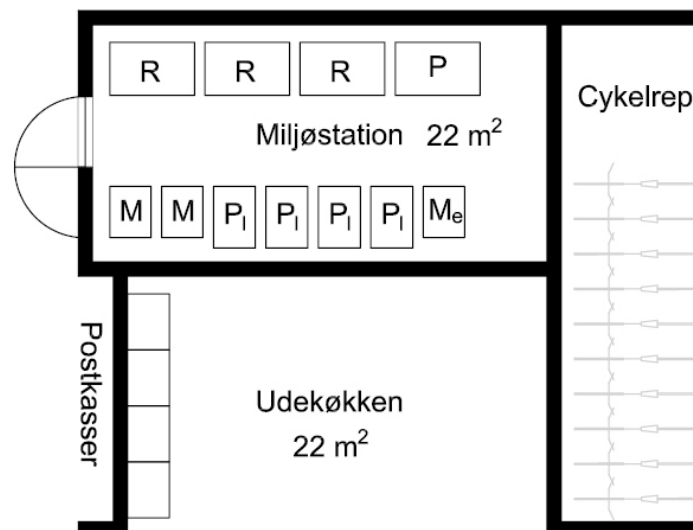 R R R P
Miljøstation 22 m²
Cykelrep
M M Pₗ Pₗ Pₗ Pₗ Mₑ
Postkasser
Udekøkken
22 m²